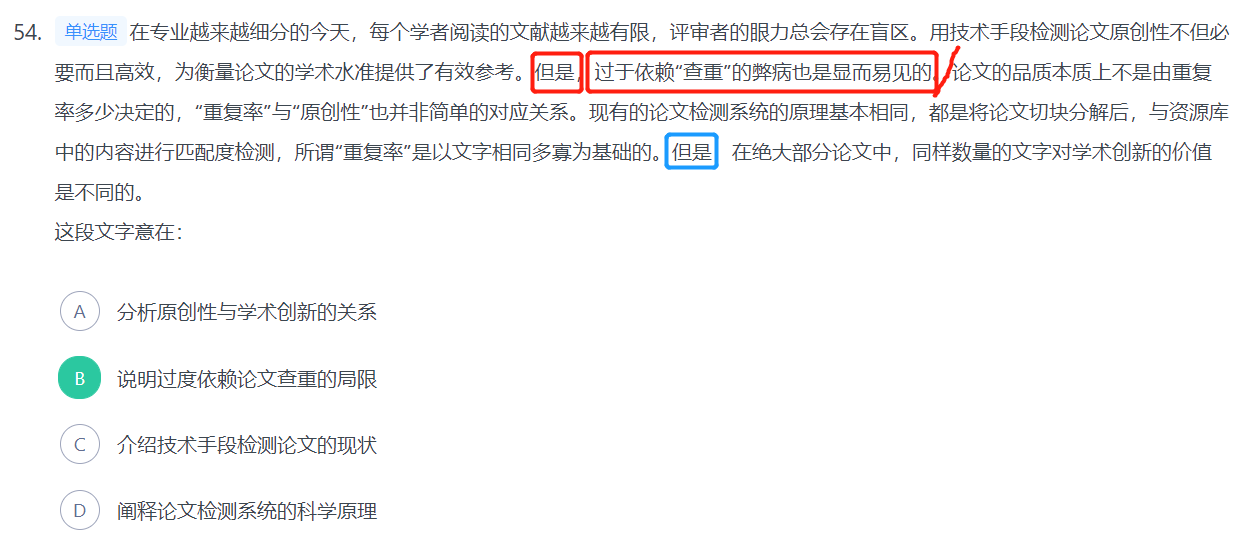 54. 单选题 在专业越来越细分的今天，每个学者阅读的文献越来越有限，评审者的眼力总会存在盲区。用技术手段检测论文原创性不但必
要而且高效，为衡量论文的学术水准提供了有效参考。但是，过于依赖“查重”的弊病也是显而易见的，论文的品质本质上不是由重复
率多少决定的，“重复率”与“原创性”也并非简单的对应关系。现有的论文检测系统的原理基本相同，都是将论文切块分解后，与资源库
中的内容进行匹配度检测，所谓“重复率”是以文字相同多寡为基础的。但是 在绝大部分论文中，同样数量的文字对学术创新的价值
是不同的。
这段文字意在：
A 分析原创性与学术创新的关系
B 说明过度依赖论文查重的局限
C 介绍技术手段检测论文的现状
D 阐释论文检测系统的科学原理